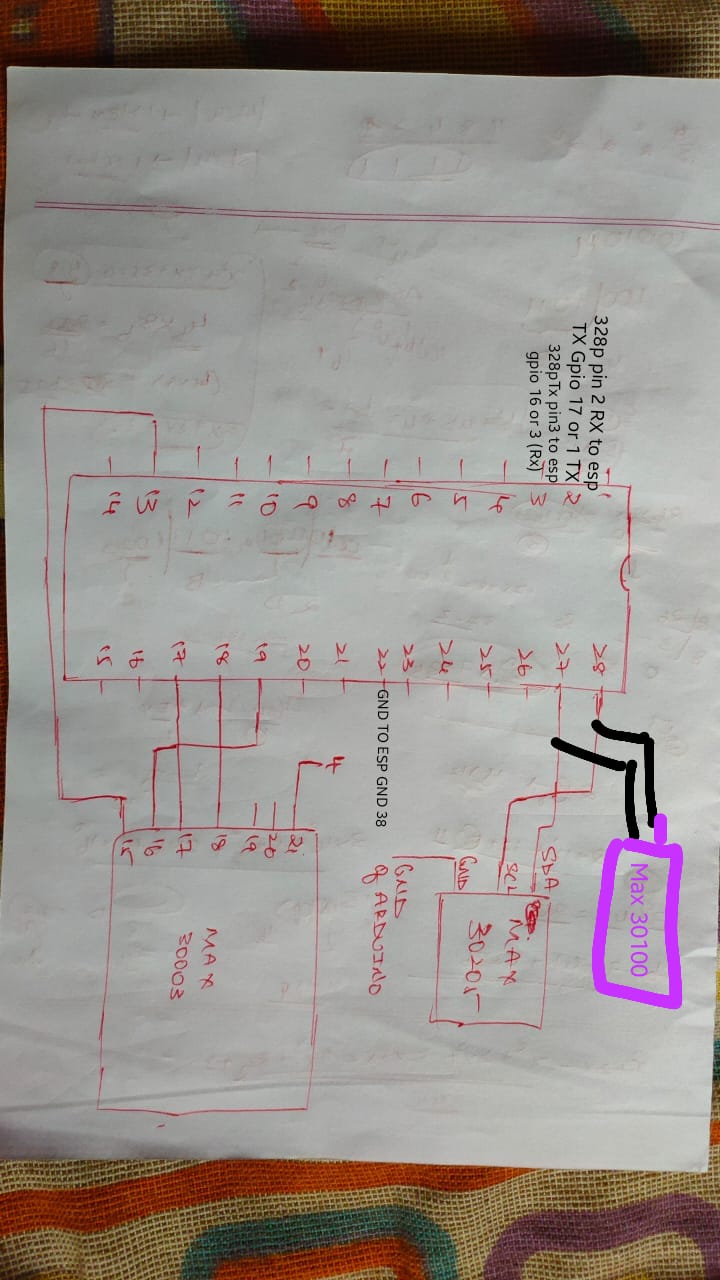 Max 30100
328p pin 2 RX to esp
TX Gpio 17 or 1 TX
328pTx pin3 to esp
gpio 16 or 3 (Rx)
1
2
3
4
5
6
7
8
9
10
11
12
13
14
28
27
26
25
24
23
22
21
20
19
18
17
16
15
GND TO ESP GND 38
SDA
SCL
GND
MAX
30205
GND
of ARDUINO
4
21
20
19
18
17
16
15
MAX
30003